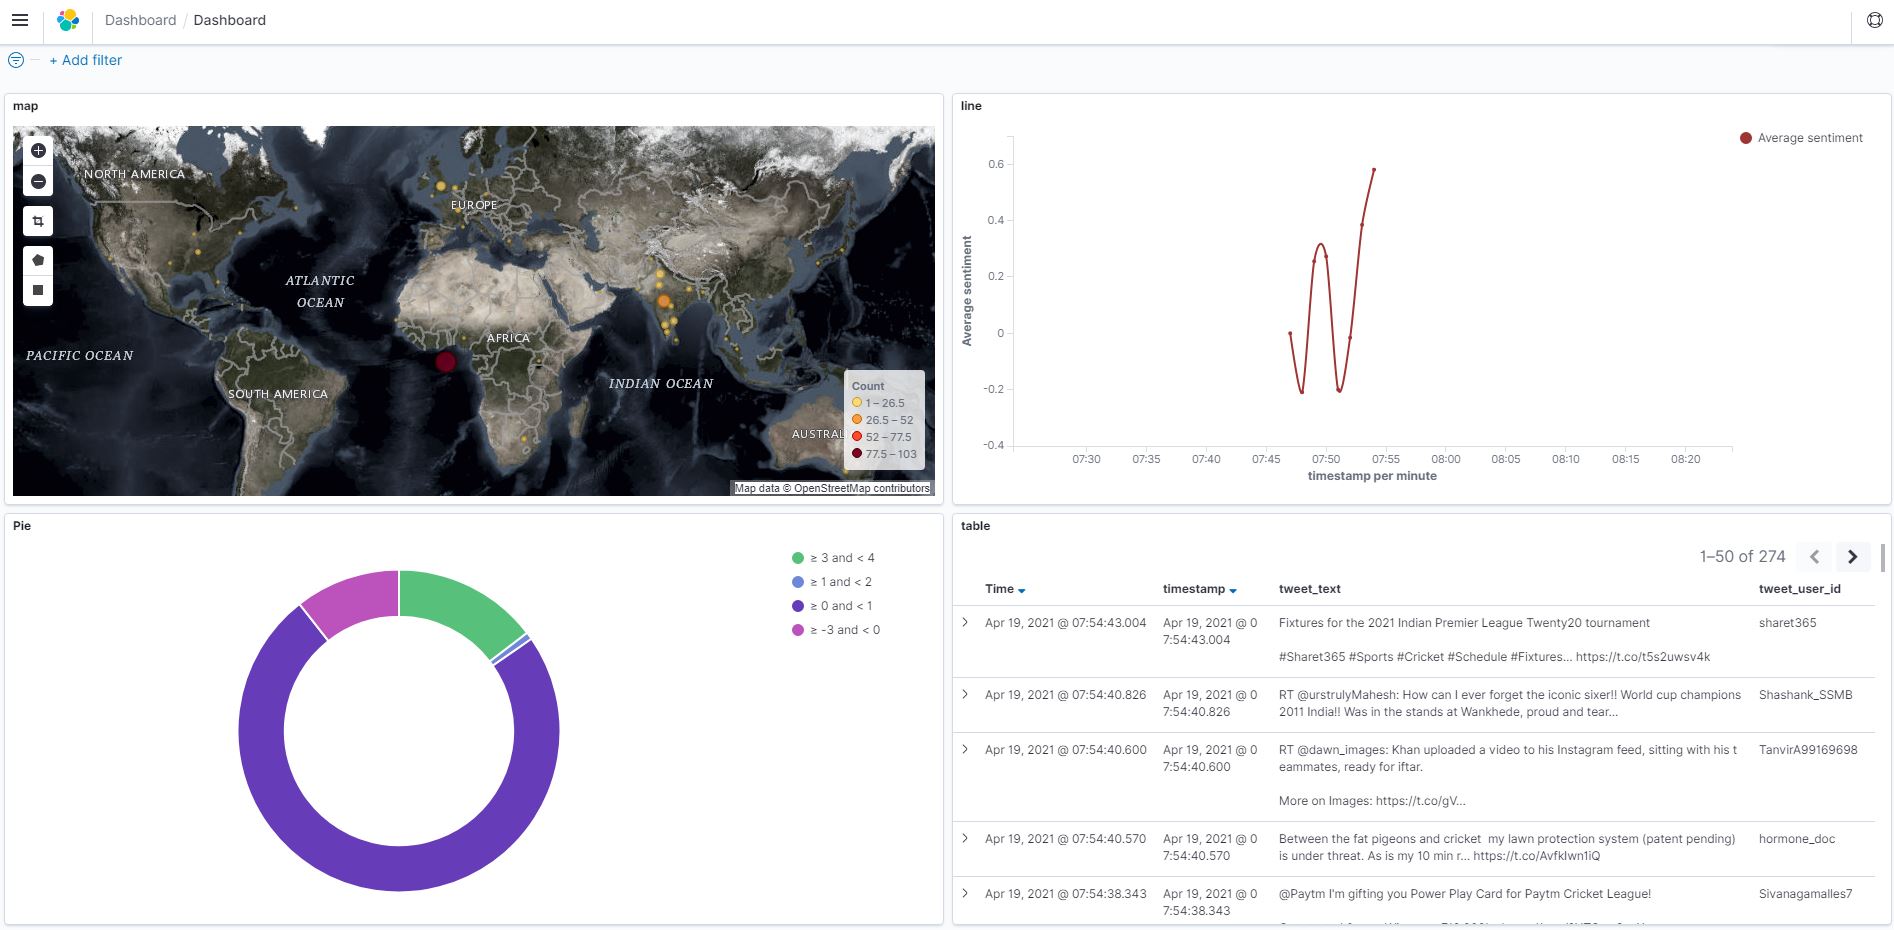 Dashboard / Dashboard
+ Add filter
map
NORTH AMERICA
EUROPE
ATLANTIC
OCEAN
AFRICA
PACIFIC OCEAN
INDIAN OCEAN
SOUTH AMERICA
AUSTRAL
Count
1 – 26.5
26.5 – 52
52 – 77.5
77.5 – 103
Map data © OpenStreetMap contributors
line
Average sentiment
0.6
0.4
0.2
0
-0.2
-0.4
Average sentiment
07:30 07:35 07:40 07:45 07:50 07:55 08:00 08:05 08:10 08:15 08:20
timestamp per minute
Pie
≥ 3 and < 4
≥ 1 and < 2
≥ 0 and < 1
≥ -3 and < 0
table
1–50 of 274
Time timestamp tweet_text tweet_user_id
Apr 19, 2021 @ 07:54:43.004 Apr 19, 2021 @ 0 Fixtures for the 2021 Indian Premier League Twenty20 tournament sharet365
7:54:43.004
#Sharet365 #Sports #Cricket #Schedule #Fixtures… https://t.co/t5s2uwsv4k
Apr 19, 2021 @ 07:54:40.826 Apr 19, 2021 @ 0 RT @urstrulyMahesh: How can I ever forget the iconic sixer!! World cup champions Shashank_SSMB
7:54:40.826 2011 India!! Was in the stands at Wankhede, proud and tear…
Apr 19, 2021 @ 07:54:40.600 Apr 19, 2021 @ 0 RT @dawn_images: Khan uploaded a video to his Instagram feed, sitting with his t TanvirA99169698
7:54:40.600 eammates, ready for iftar.
More on Images: https://t.co/gV…
Apr 19, 2021 @ 07:54:40.570 Apr 19, 2021 @ 0 Between the fat pigeons and cricket my lawn protection system (patent pending) hormone_doc
7:54:40.570 is under threat. As is my 10 min r… https://t.co/AvfkIwn1iQ
Apr 19, 2021 @ 07:54:38.343 Apr 19, 2021 @ 0 @Paytm I'm gifting you Power Play Card for Paytm Cricket League! Sivanagamalles7
7:54:38.343